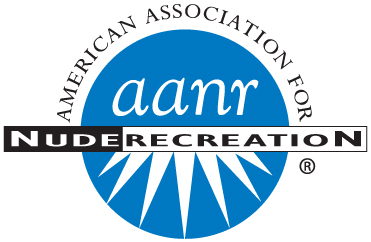 AMERICAN ASSOCIATION FOR
aanr
NUDERECREATION
®